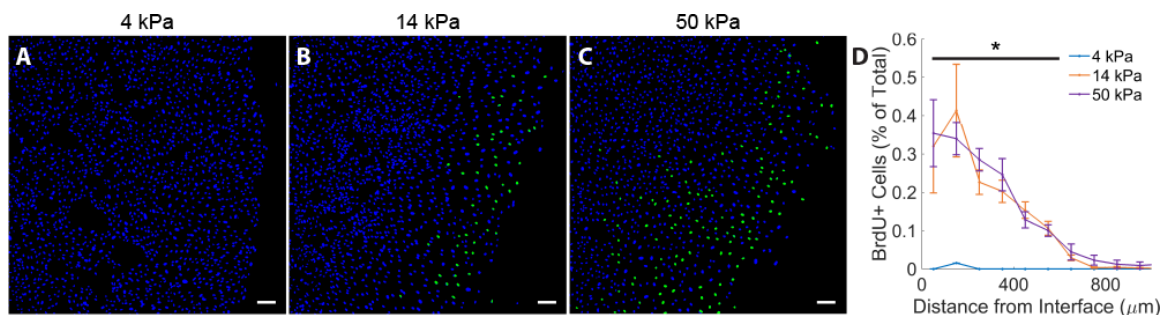 4 kPa
14 kPa
50 kPa
A
B
C
D
*
4 kPa
14 kPa
50 kPa
BrdU+ Cells (% of Total)
0.6
0.5
0.4
0.3
0.2
0.1
0
0 400 800
Distance from Interface (μm)